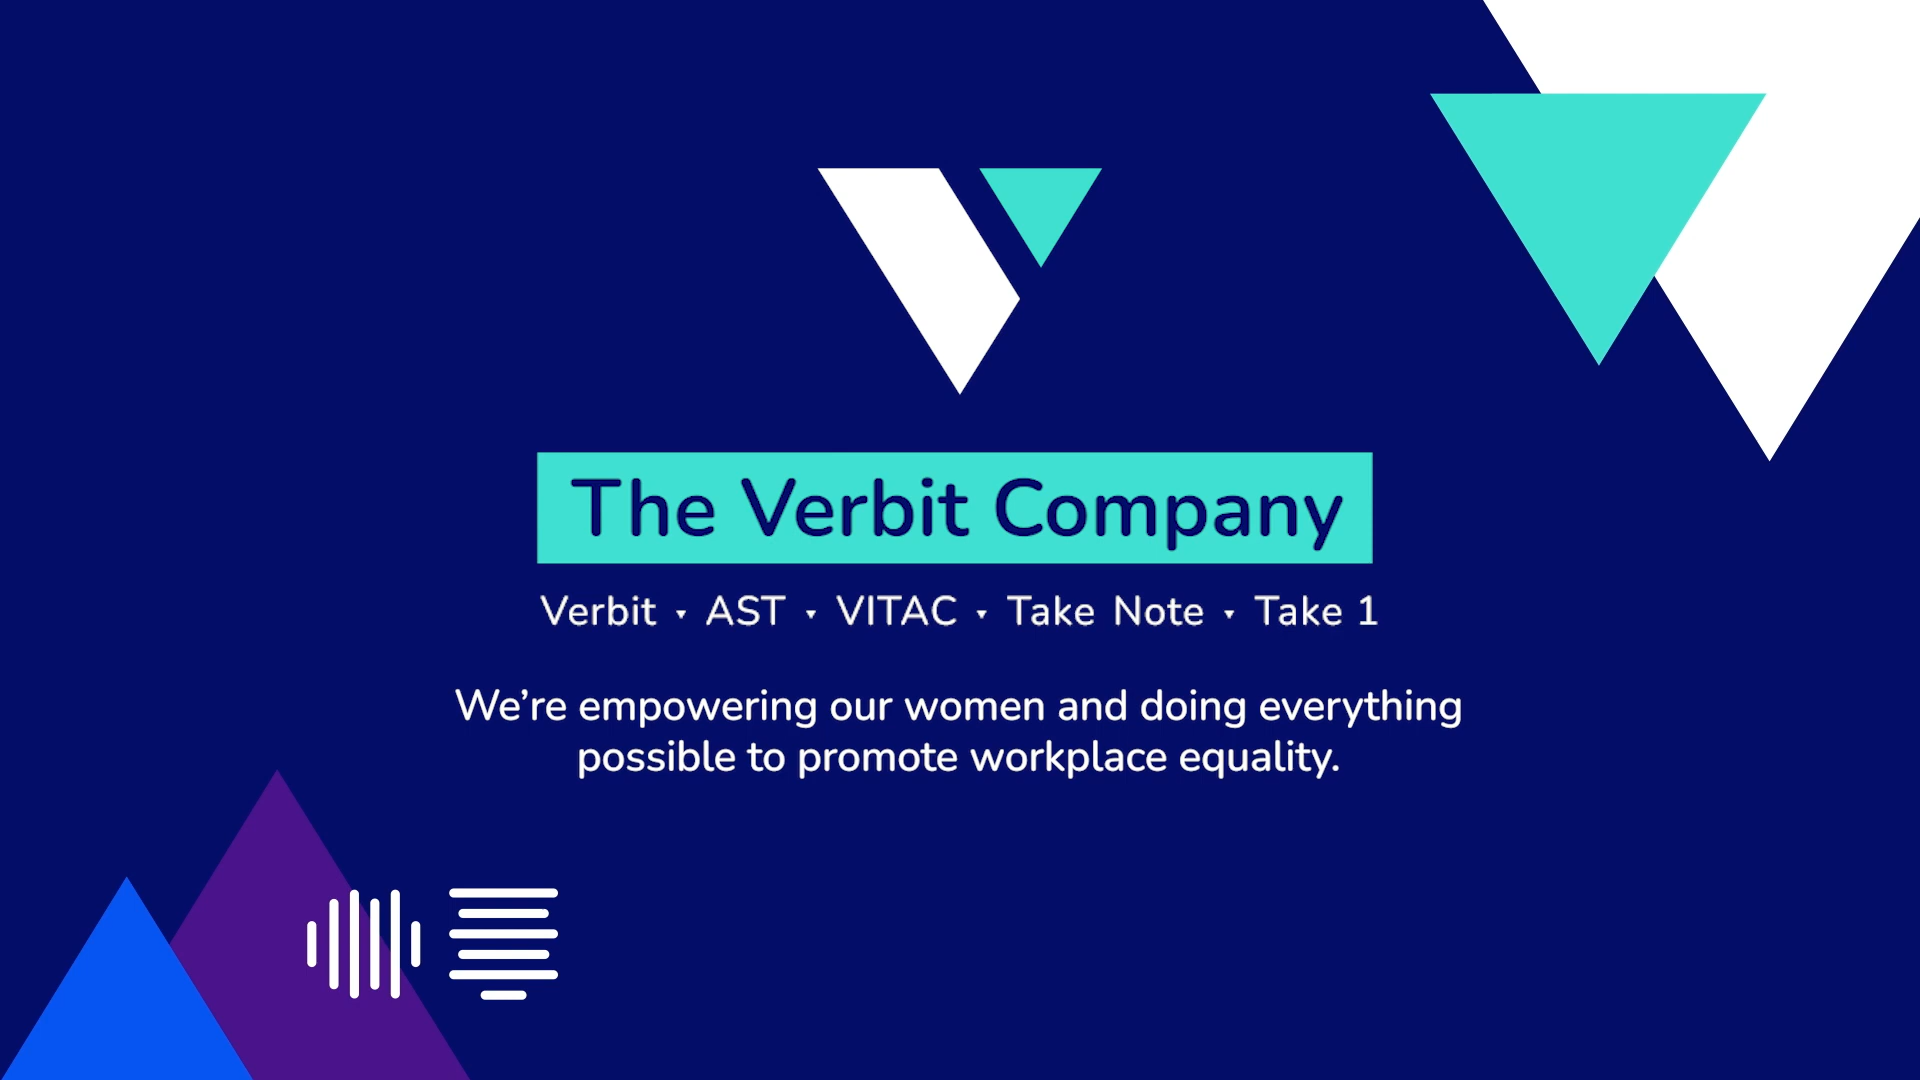 The Verbit Company
Verbit ▾ AST ▾ VITAC ▾ Take Note ▾ Take 1
We’re empowering our women and doing everything
possible to promote workplace equality.